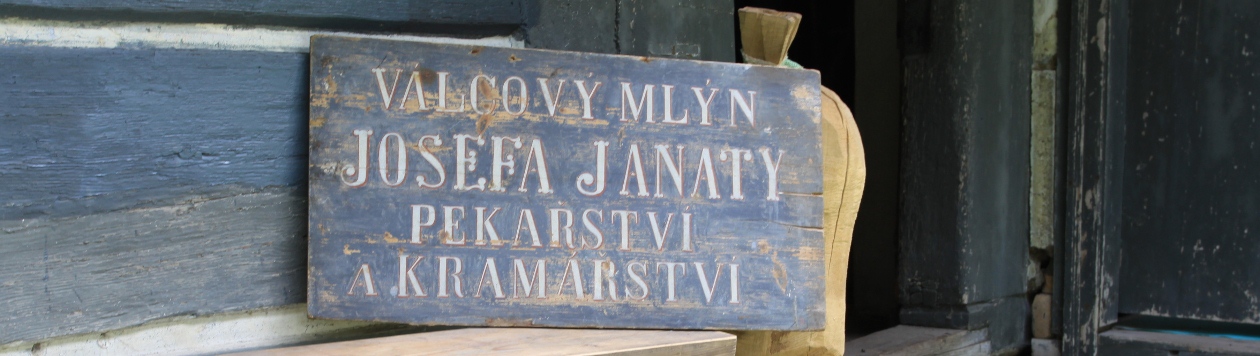 VÁLCOVÝ MLÝN
JOSEFA JANATY
PEKAŘSTVÍ
A KRAMÁŘSTVÍ